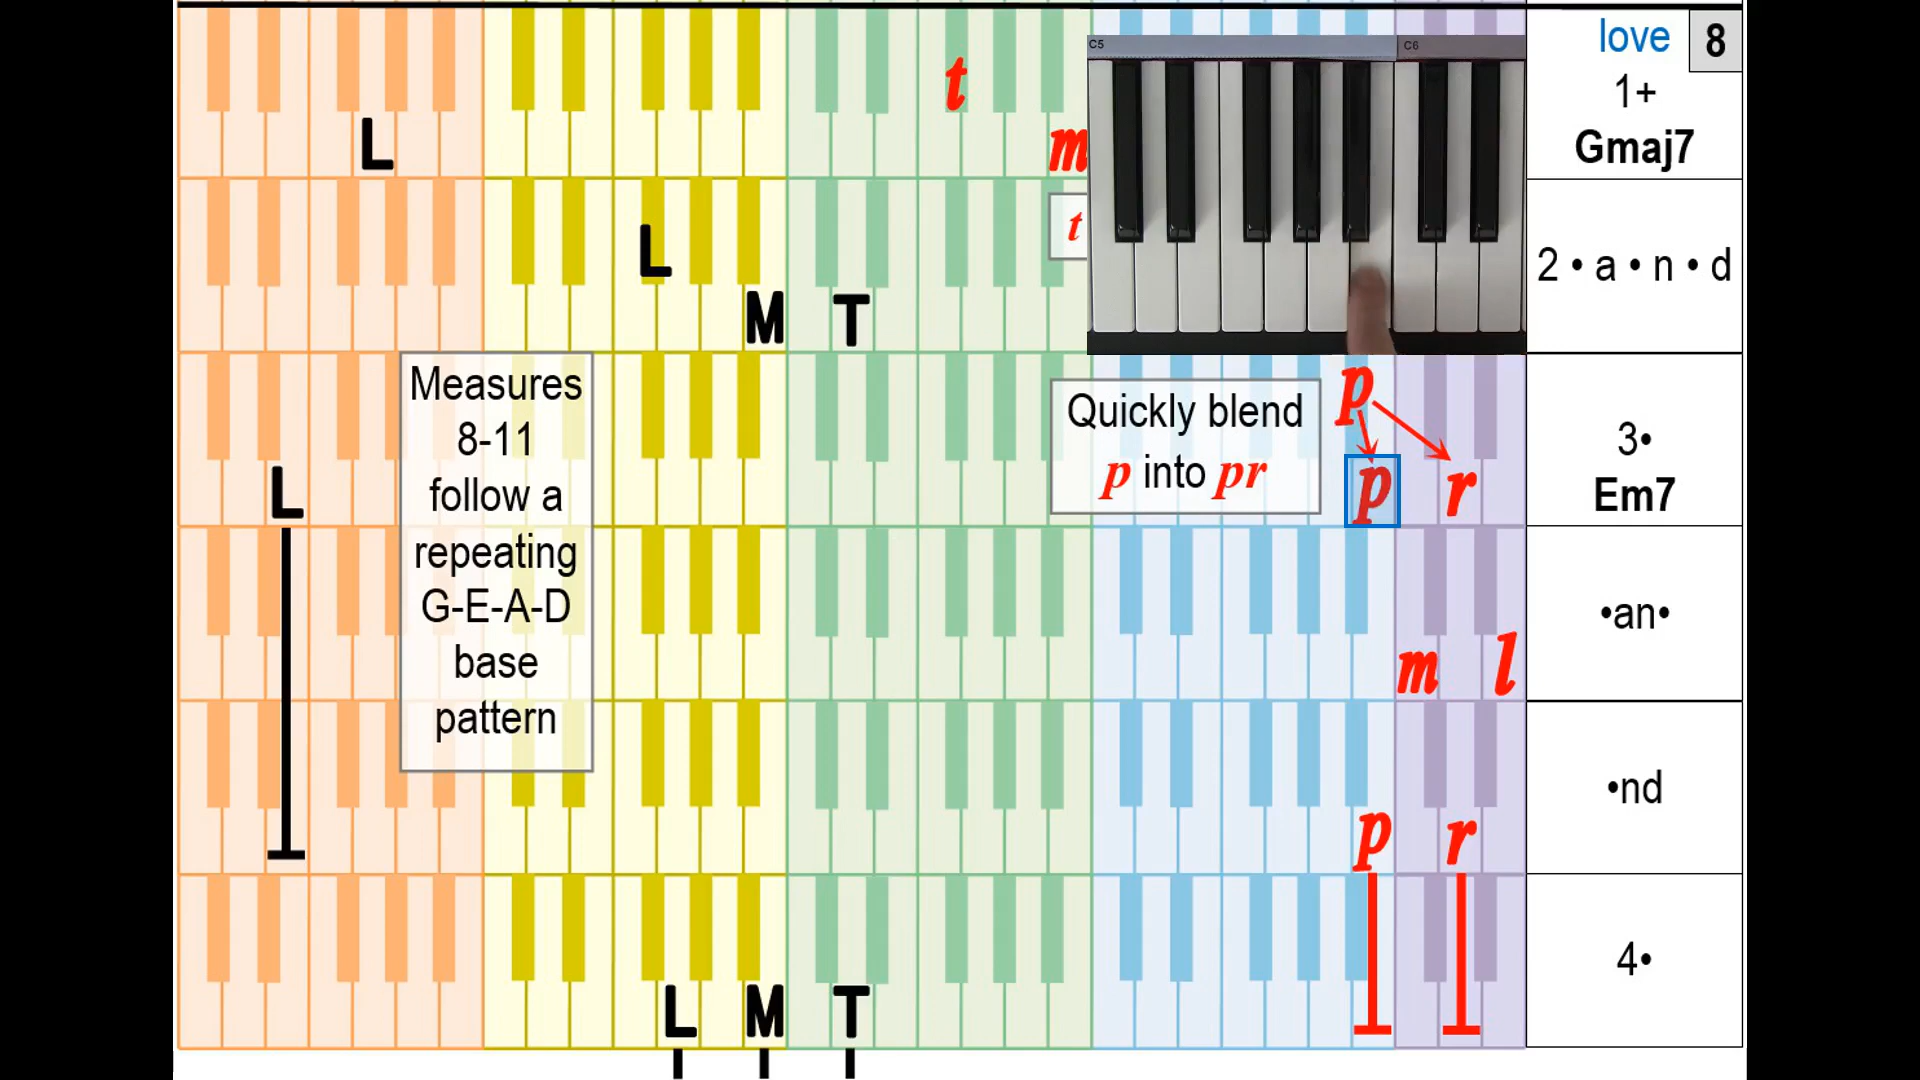 love 8
1+
Gmaj7
t
m
L
C5 C6
2 • a • n • d
t
L
M T
Measures
8-11
follow a
repeating
G-E-A-D
base
pattern
Quickly blend
p into pr
p
p r
L
3•
Em7
•an•
m l
•nd
p r
4•
L M T